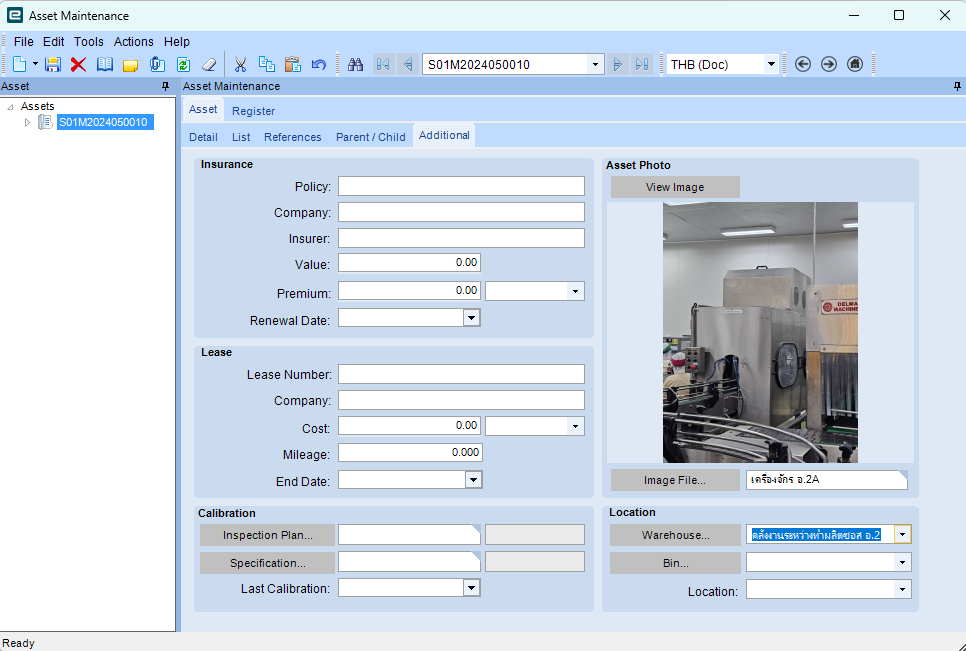 Asset Maintenance
File Edit Tools Actions Help
S01M2024050010 THB (Doc)
Asset
Assets
S01M2024050010
Asset Maintenance
Asset Register
Detail List References Parent / Child Additional
Insurance
Policy:
Company:
Insurer:
Value: 0.00
Premium: 0.00
Renewal Date:
Lease
Lease Number:
Company:
Cost: 0.00
Mileage: 0.000
End Date:
Calibration
Inspection Plan...
Specification...
Last Calibration:
Asset Photo
View Image
DELMA
MACHINE
Image File... เครื่องจักร อ.2A
Location
Warehouse... คลังงานระหว่างทำผลิตซอส อ.2
Bin...
Location:
Ready